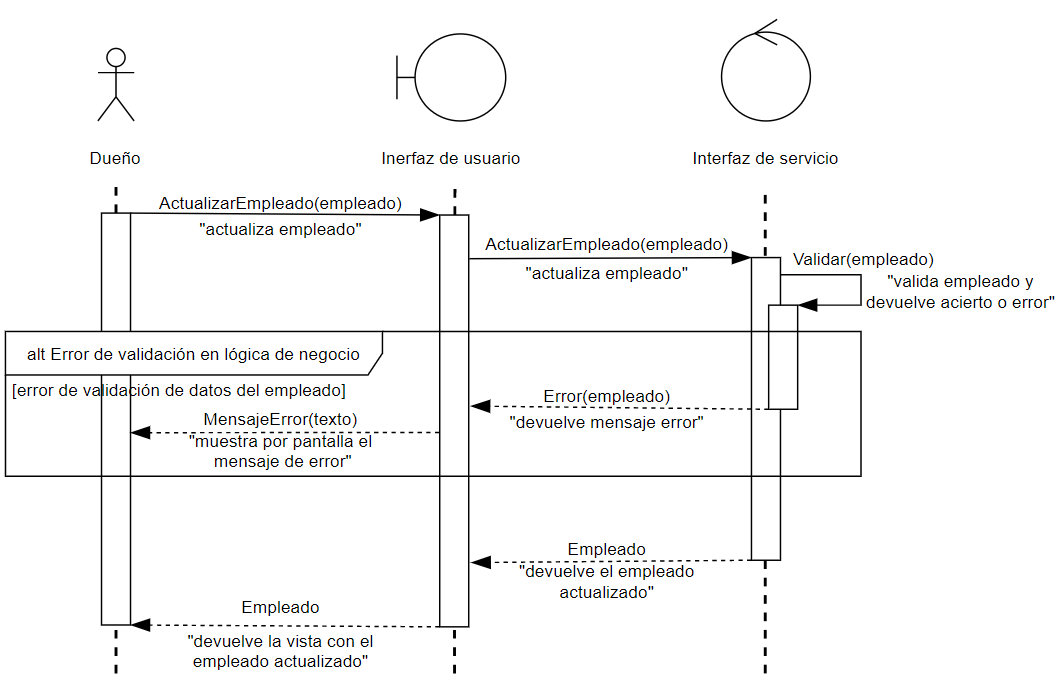 Dueño
Inerfaz de usuario
Interfaz de servicio
ActualizarEmpleado(empleado)
"actualiza empleado"
ActualizarEmpleado(empleado)
"actualiza empleado"
Validar(empleado)
"valida empleado y
devuelve acierto o error"
alt Error de validación en lógica de negocio
[error de validación de datos del empleado]
Error(empleado)
"devuelve mensaje error"
MensajeError(texto)
"muestra por pantalla el
mensaje de error"
Empleado
"devuelve el empleado
actualizado"
Empleado
"devuelve la vista con el
empleado actualizado"